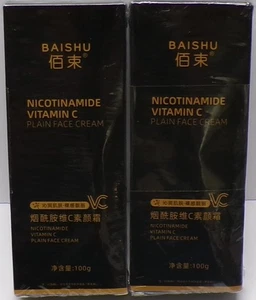 BAISHU
佰束®
NICOTINAMIDE
VITAMIN C
PLAIN FACE CREAM
VC
烟酰胺维C素颜霜
NICOTINAMIDE
VITAMIN C
PLAIN FACE CREAM
净含量:100g
BAISHU
佰束®
NICOTINAMIDE
VITAMIN C
PLAIN FACE CREAM
VC
烟酰胺维C素颜霜
NICOTINAMIDE
VITAMIN C
PLAIN FACE CREAM
净含量:100g